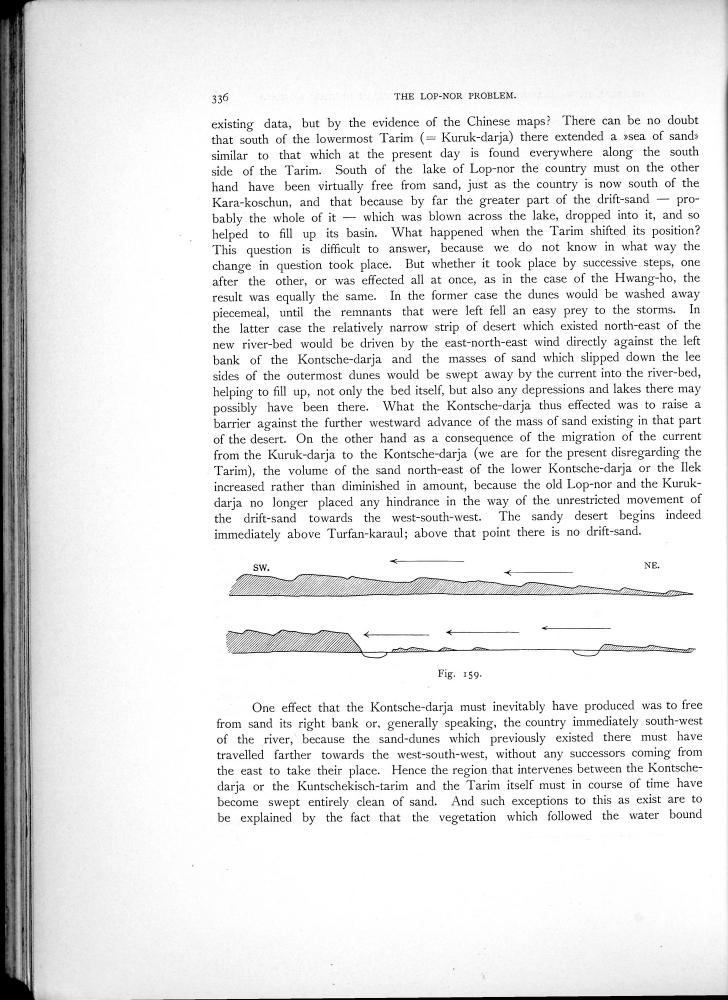 336
THE LOP-NOR PROBLEM.
existing data, but by the evidence of the Chinese maps? There can be no doubt
that south of the lowermost Tarim (= Kuruk-darja) there extended a »sea of sand»
similar to that which at the present day is found everywhere along the south
side of the Tarim. South of the lake of Lop-nor the country must on the other
hand have been virtually free from sand, just as the country is now south of the
Kara-koschun, and that because by far the greater part of the drift-sand — pro-
bably the whole of it — which was blown across the lake, dropped into it, and so
helped to fill up its basin. What happened when the Tarim shifted its position?
This question is difficult to answer, because we do not know in what way the
change in question took place. But whether it took place by successive steps, one
after the other, or was effected all at once, as in the case of the Hwang-ho, the
result was equally the same. In the former case the dunes would be washed away
piecemeal, until the remnants that were left fell an easy prey to the storms. In
the latter case the relatively narrow strip of desert which existed north-east of the
new river-bed would be driven by the east-north-east wind directly against the left
bank of the Kontsche-darja and the masses of sand which slipped down the lee
sides of the outermost dunes would be swept away by the current into the river-bed,
helping to fill up, not only the bed itself, but also any depressions and lakes there may
possibly have been there. What the Kontsche-darja thus effected was to raise a
barrier against the further westward advance of the mass of sand existing in that part
of the desert. On the other hand as a consequence of the migration of the current
from the Kuruk-darja to the Kontsche-darja (we are for the present disregarding the
Tarim), the volume of the sand north-east of the lower Kontsche-darja or the Ilek
increased rather than diminished in amount, because the old Lop-nor and the Kuruk-
darja no longer placed any hindrance in the way of the unrestricted movement of
the drift-sand towards the west-south-west. The sandy desert begins indeed
immediately above Turfan-karaul; above that point there is no drift-sand.
SW.
NE.
Fig. 159.
One effect that the Kontsche-darja must inevitably have produced was to free
from sand its right bank or, generally speaking, the country immediately south-west
of the river, because the sand-dunes which previously existed there must have
travelled farther towards the west-south-west, without any successors coming from
the east to take their place. Hence the region that intervenes between the Kontsche-
darja or the Kuntschekisch-tarim and the Tarim itself must in course of time have
become swept entirely clean of sand. And such exceptions to this as exist are to
be explained by the fact that the vegetation which followed the water bound